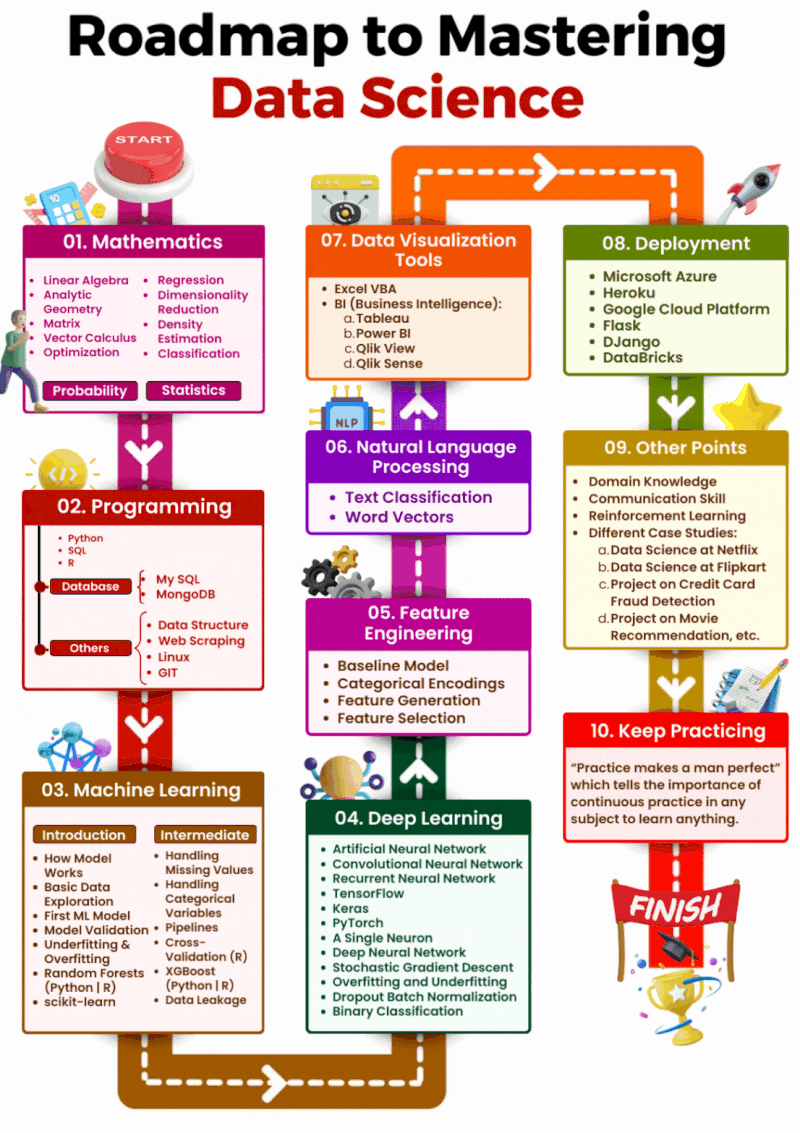 Roadmap to Mastering
Data Science
START
10
01. Mathematics
• Linear Algebra
• Analytic
Geometry
• Matrix
• Vector Calculus
• Optimization
• Regression
• Dimensionality
Reduction
• Density
Estimation
• Classification
Probability
Statistics
02. Programming
• Python
• SQL
• R
Database
• My SQL
• MongoDB
Others
• Data Structure
• Web Scraping
• Linux
• GIT
03. Machine Learning
Introduction
• How Model
Works
• Basic Data
Exploration
• First ML Model
• Model Validation
• Underfitting &
Overfitting
• Random Forests
(Python | R)
• scikit-learn
Intermediate
• Handling
Missing Values
• Handling
Categorical
Variables
• Pipelines
• Cross-
Validation (R)
• XGBoost
(Python | R)
• Data Leakage
04. Deep Learning
• Artificial Neural Network
• Convolutional Neural Network
• Recurrent Neural Network
• TensorFlow
• Keras
• PyTorch
• A Single Neuron
• Deep Neural Network
• Stochastic Gradient Descent
• Overfitting and Underfitting
• Dropout Batch Normalization
• Binary Classification
05. Feature
Engineering
• Baseline Model
• Categorical Encodings
• Feature Generation
• Feature Selection
NLP
06. Natural Language
Processing
• Text Classification
• Word Vectors
07. Data Visualization
Tools
• Excel VBA
• BI (Business Intelligence):
a. Tableau
b. Power BI
c. Qlik View
d. Qlik Sense
08. Deployment
• Microsoft Azure
• Heroku
• Google Cloud Platform
• Flask
• DJango
• DataBricks
09. Other Points
• Domain Knowledge
• Communication Skill
• Reinforcement Learning
• Different Case Studies:
a. Data Science at Netflix
b. Data Science at Flipkart
c. Project on Credit Card
Fraud Detection
d. Project on Movie
Recommendation, etc.
10. Keep Practicing
“Practice makes a man perfect”
which tells the importance of
continuous practice in any
subject to learn anything.
FINISH